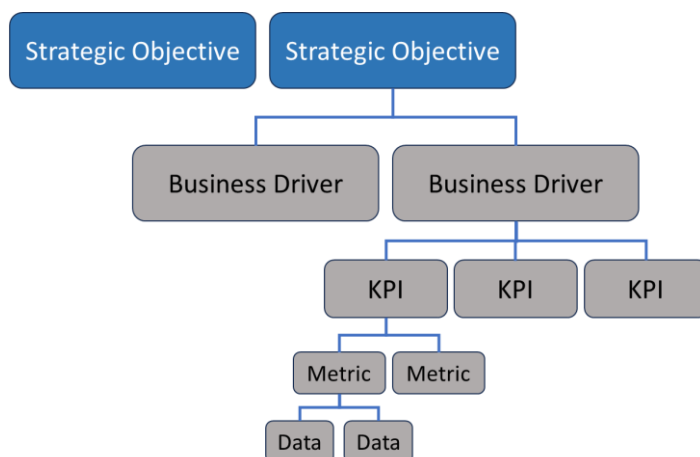 Strategic Objective
Strategic Objective
Business Driver
Business Driver
KPI
KPI
KPI
Metric
Metric
Data
Data